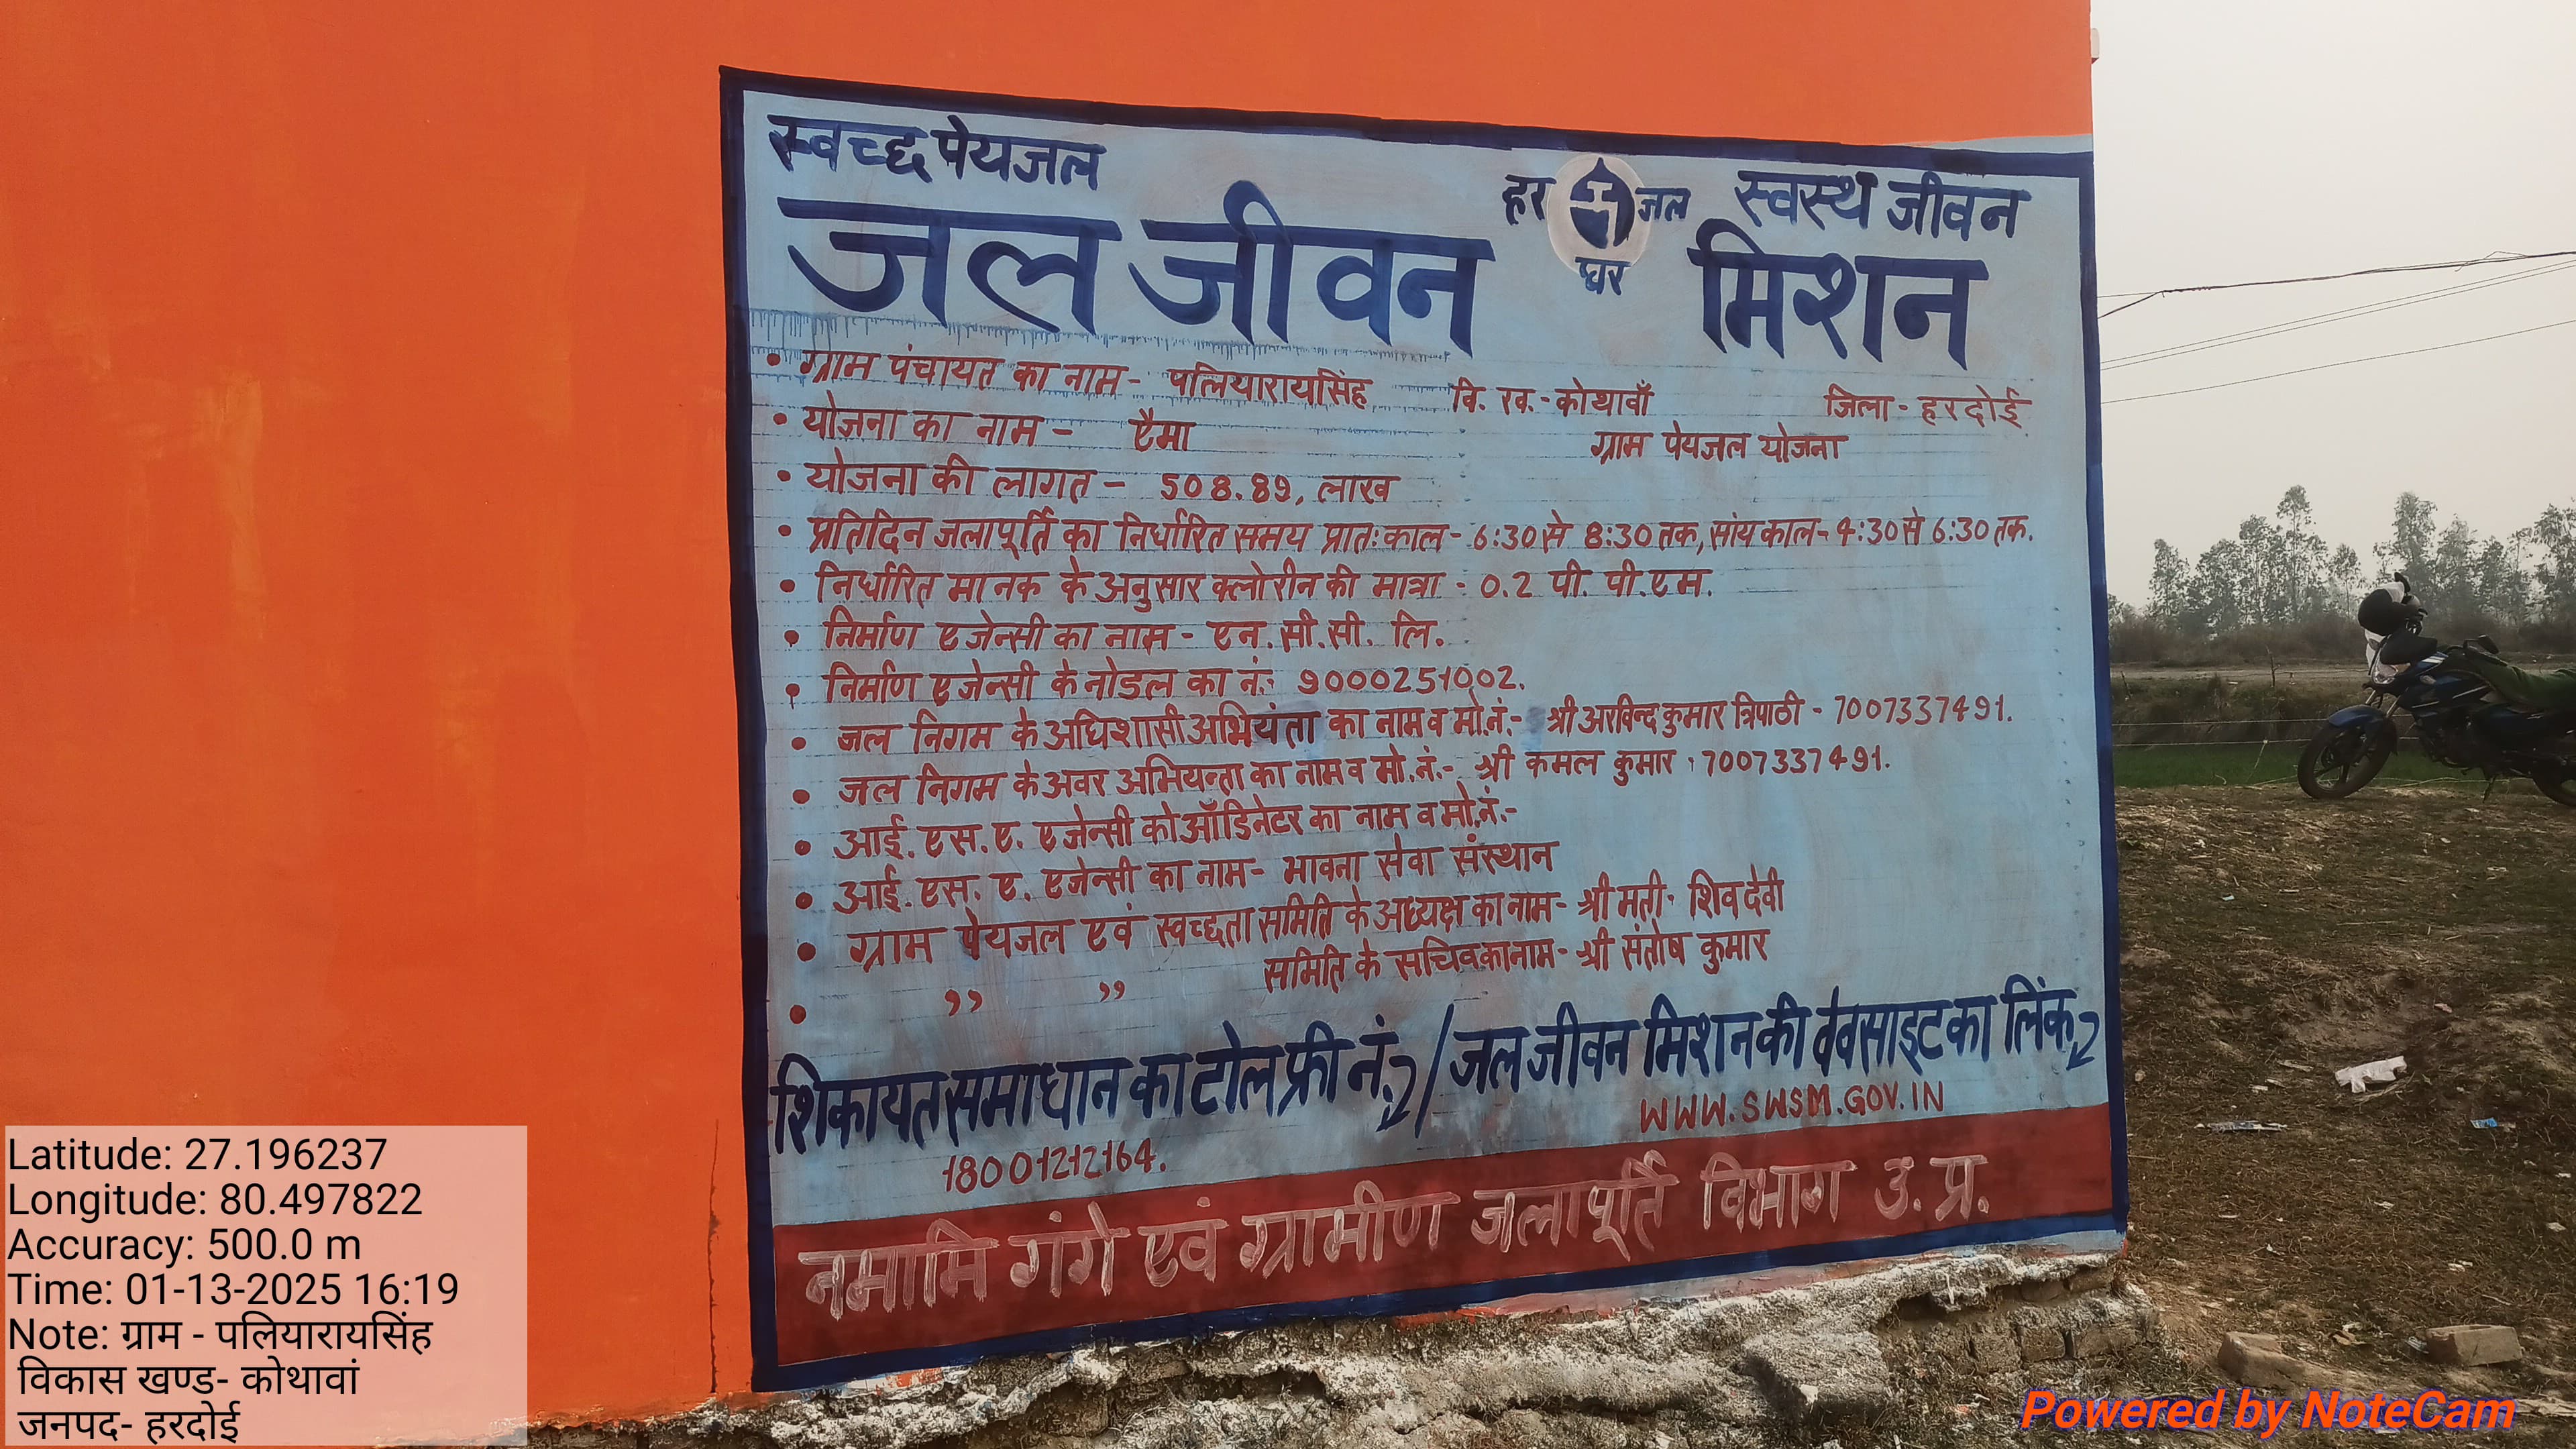 स्वच्छ पेयजल
हर जल घर
स्वस्थ जीवन
जल जीवन मिशन
• ग्राम पंचायत का नाम - पलियारायसिंह वि. ख.- कोथावाँ जिला - हरदोई
• योजना का नाम - ऐमा ग्राम पेयजल योजना
• योजना की लागत - 508.89, लाख
• प्रतिदिन जलापूर्ति का निर्धारित समय प्रातःकाल - 6:30 से 8:30 तक, सांय काल - 4:30 से 6:30 तक.
• निर्धारित मानक के अनुसार क्लोरीन की मात्रा - 0.2 पी. पी.एम.
• निर्माण एजेन्सी का नाम - एन.सी.सी. लि.
• निर्माण एजेन्सी के नोडल का नं.- 9000251002.
• जल निगम के अधिशासी अभियंता का नाम व मो.नं.- श्री अरविन्द कुमार त्रिपाठी - 7007337491.
• जल निगम के अवर अभियन्ता का नाम व मो.नं.- श्री कमल कुमार - 7007337491.
• आई.एस.ए. एजेन्सी कोऑडिनेटर का नाम व मो.नं.-
• आई.एस.ए. एजेन्सी का नाम- भावना सेवा संस्थान
• ग्राम पेयजल एवं स्वच्छता समिति के अध्यक्ष का नाम- श्री मती. शिव देवी
• ,, ,, समिति के सचिव का नाम- श्री संतोष कुमार
शिकायत समाधान का टोल फ्री नं. / जल जीवन मिशन की वेवसाइट का लिंक
18001212164.
WWW.SWSM.GOV.IN
नमामि गंगे एवं ग्रामीण जलापूर्ति विभाग उ.प्र.
Latitude: 27.196237
Longitude: 80.497822
Accuracy: 500.0 m
Time: 01-13-2025 16:19
Note: ग्राम - पलियारायसिंह
विकास खण्ड- कोथावां
जनपद- हरदोई
Powered by NoteCam